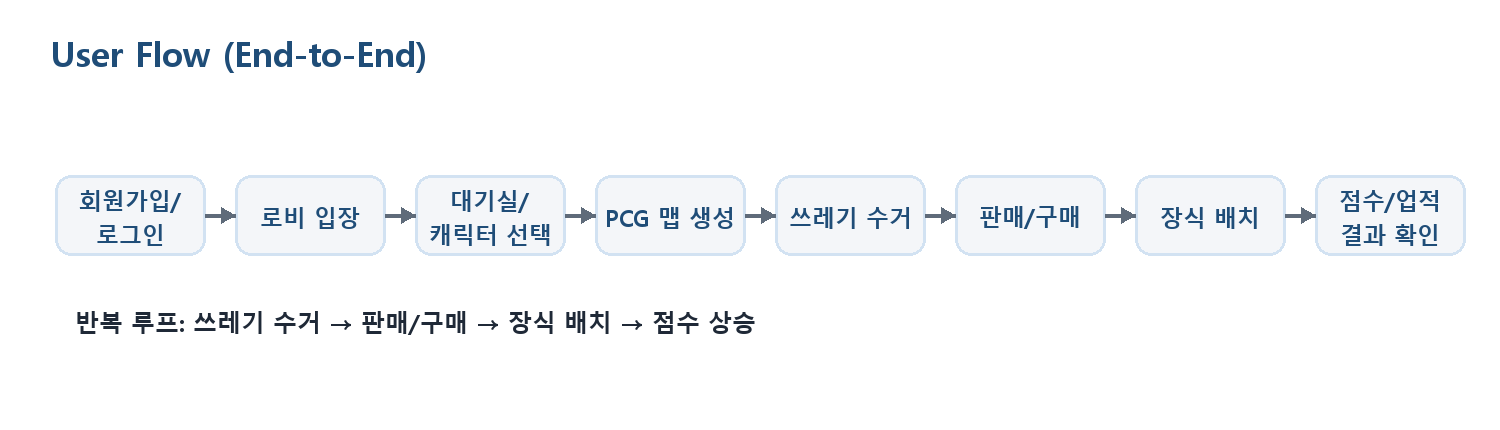 User Flow (End-to-End)
회원가입/
로그인
로비 입장
대기실/
캐릭터 선택
PCG 맵 생성
쓰레기 수거
판매/구매
장식 배치
점수/업적
결과 확인
반복 루프: 쓰레기 수거 → 판매/구매 → 장식 배치 → 점수 상승